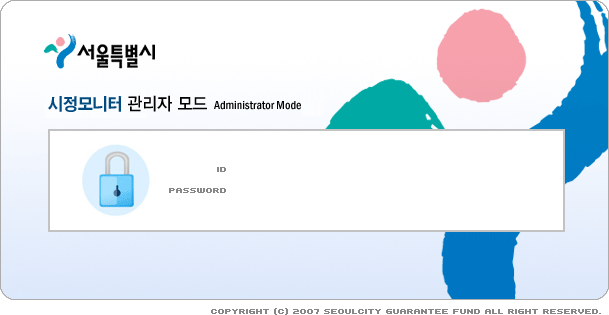 서울특별시
시정모니터 관리자 모드 Administrator Mode
ID
PASSWORD
COPYRIGHT (C) 2007 SEOULCITY GUARANTEE FUND ALL RIGHT RESERVED.